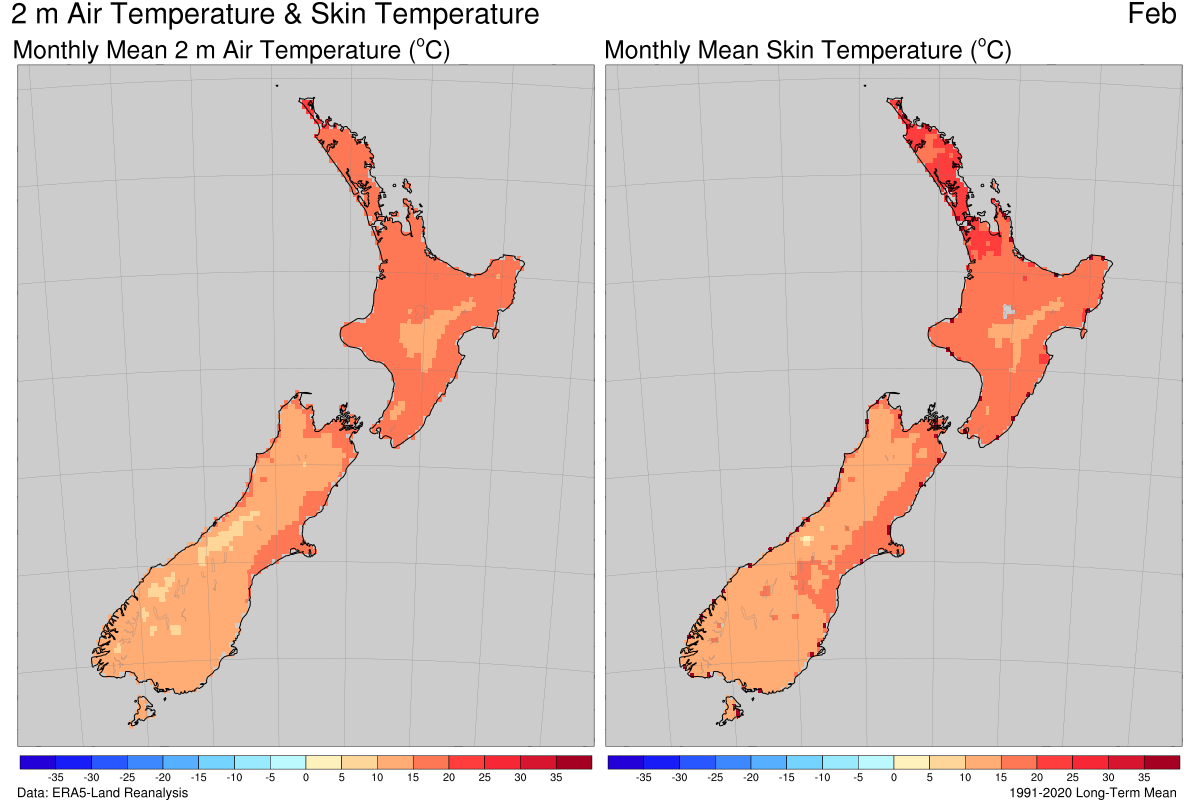 2 m Air Temperature & Skin Temperature Feb
Monthly Mean 2 m Air Temperature (°C) Monthly Mean Skin Temperature (°C)
-35 -30 -25 -20 -15 -10 -5 0 5 10 15 20 25 30 35 -35 -30 -25 -20 -15 -10 -5 0 5 10 15 20 25 30 35
Data: ERA5-Land Reanalysis 1991-2020 Long-Term Mean